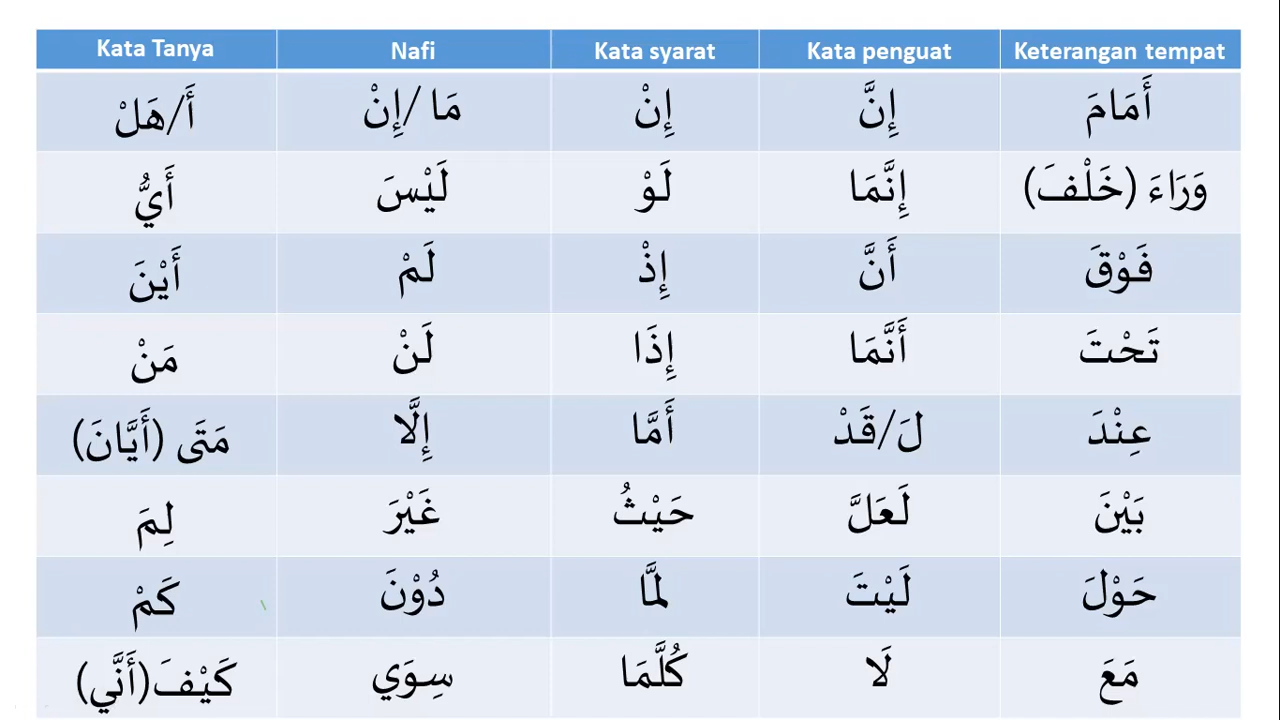 Kata Tanya Nafi Kata syarat Kata penguat Keterangan tempat
أَ/هَلْ مَا /إِنْ إِنْ إِنَّ أَمَامَ
أَيُّ لَيْسَ لَوْ إِنَّمَا وَرَاءَ (خَلْفَ)
أَيْنَ لَمْ إِذْ أَنَّ فَوْقَ
مَنْ لَنْ إِذَا أَنَّمَا تَحْتَ
مَتَى (أَيَّانَ) إِلَّا أَمَّا لَ/قَدْ عِنْدَ
لِمَ غَيْرَ حَيْثُ لَعَلَّ بَيْنَ
كَمْ دُوْنَ لَمَّا لَيْتَ حَوْلَ
كَيْفَ(أَنَّي) سِوَي كُلَّمَا لَا مَعَ